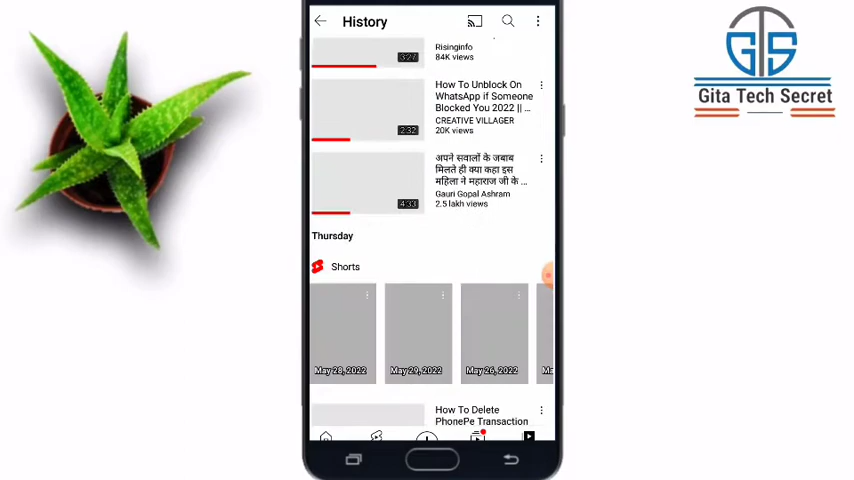 History
Risinginfo
84K views
3:27
How To Unblock On
WhatsApp if Someone
Blocked You 2022 || ...
CREATIVE VILLAGER
20K views
2:32
अपने सवालों के जबाब
मिलते ही क्या कहा इस
महिला ने महाराज जी के ...
Gauri Gopal Ashram
2.5 lakh views
4:33
Thursday
Shorts
May 28, 2022
May 29, 2022
May 26, 2022
How To Delete
PhonePe Transaction
GTS
Gita Tech Secret